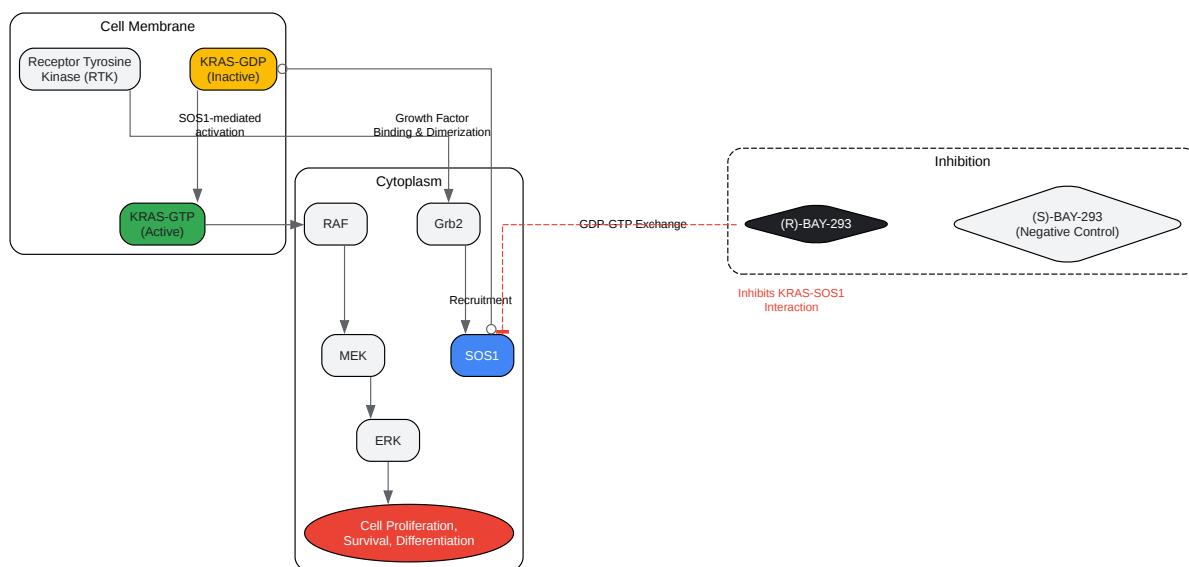 Cell Membrane
Receptor Tyrosine
Kinase (RTK)
KRAS-GDP
(Inactive)
SOS1-mediated
activation
Growth Factor
Binding & Dimerization
KRAS-GTP
(Active)
Cytoplasm
RAF
Grb2
Recruitment
MEK
SOS1
ERK
Cell Proliferation,
Survival, Differentiation
GDP-GTP Exchange
Inhibition
(R)-BAY-293
(S)-BAY-293
(Negative Control)
Inhibits KRAS-SOS1
Interaction